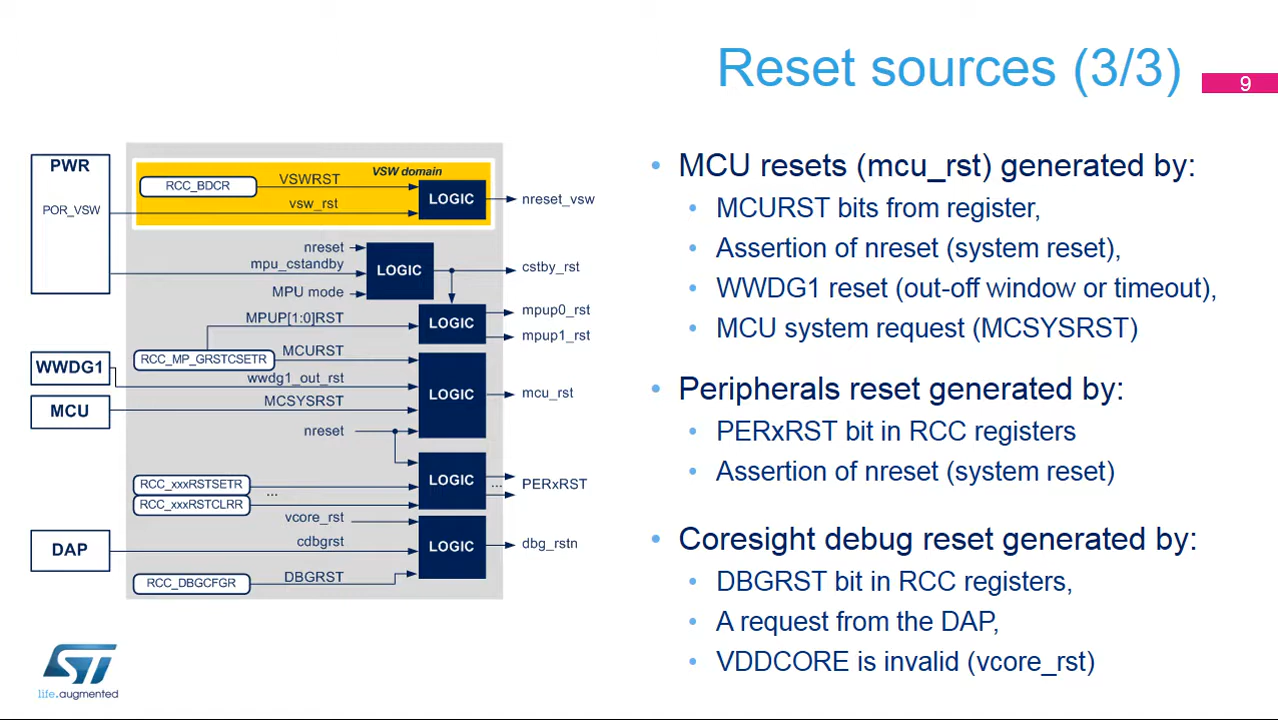 Reset sources (3/3)
9
PWR
POR_VSW
VSW domain
RCC_BDCR
VSWRST
vsw_rst
LOGIC
nreset_vsw
nreset
mpu_cstandby
MPU mode
LOGIC
cstby_rst
MPUP[1:0]RST
LOGIC
mpup0_rst
mpup1_rst
RCC_MP_GRSTCSETR
MCURST
WWDG1
wwdg1_out_rst
MCU
MCSYSRST
nreset
LOGIC
mcu_rst
RCC_xxxRSTSETR
...
RCC_xxxRSTCLRR
LOGIC
...
PERxRST
vcore_rst
DAP
cdbgrst
LOGIC
dbg_rstn
RCC_DBGCFGR
DBGRST
• MCU resets (mcu_rst) generated by:
• MCURST bits from register,
• Assertion of nreset (system reset),
• WWDG1 reset (out-off window or timeout),
• MCU system request (MCSYSRST)
• Peripherals reset generated by:
• PERxRST bit in RCC registers
• Assertion of nreset (system reset)
• Coresight debug reset generated by:
• DBGRST bit in RCC registers,
• A request from the DAP,
• VDDCORE is invalid (vcore_rst)
ST
life.augmented